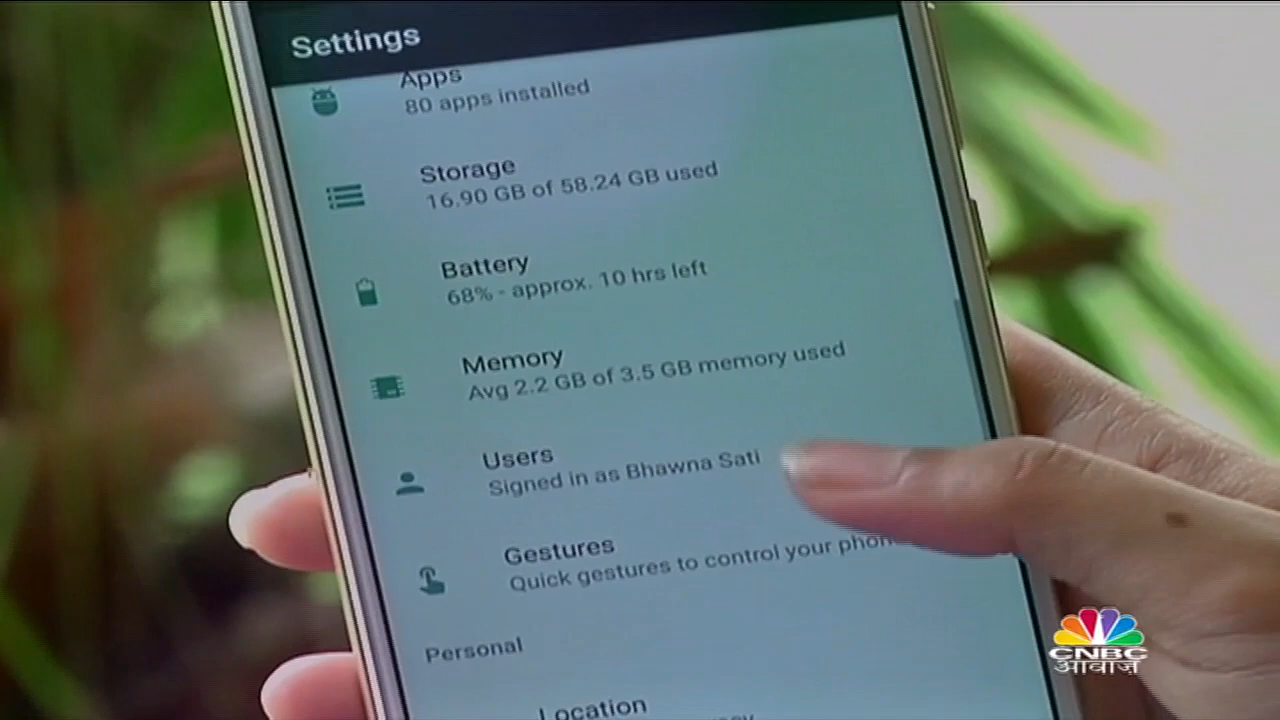 Settings
Apps
80 apps installed
Storage
16.90 GB of 58.24 GB used
Battery
68% - approx. 10 hrs left
Memory
Avg 2.2 GB of 3.5 GB memory used
Users
Signed in as Bhawna Sati
Gestures
Quick gestures to control your
Personal
Location
CNBC
आवाज़